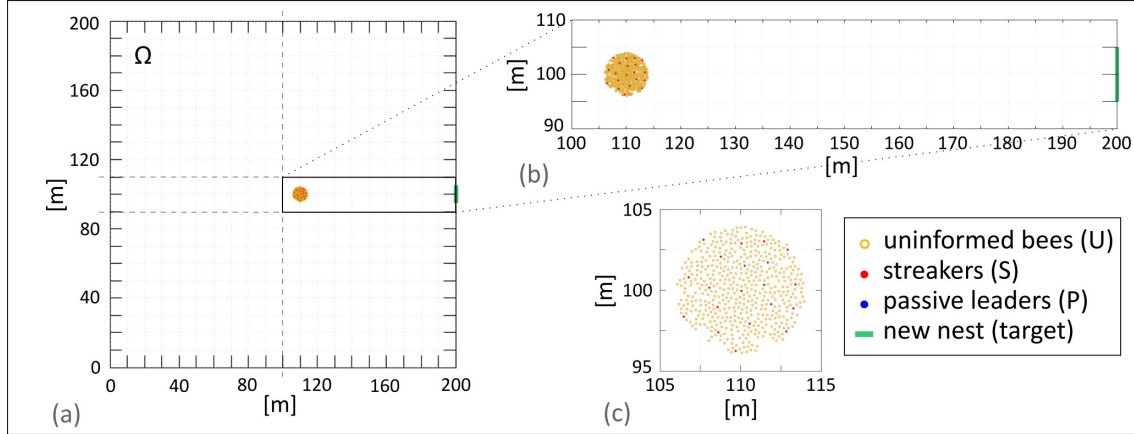 200
160
120
80
40
0
[m]
Ω
0 40 80 120 160 200
[m]
(a)
110
100
90
[m]
100 110 120 130 140 150 160 170 180 190 200
[m]
(b)
105
100
95
[m]
105 110 115
[m]
(c)
uninformed bees (U)
streakers (S)
passive leaders (P)
new nest (target)